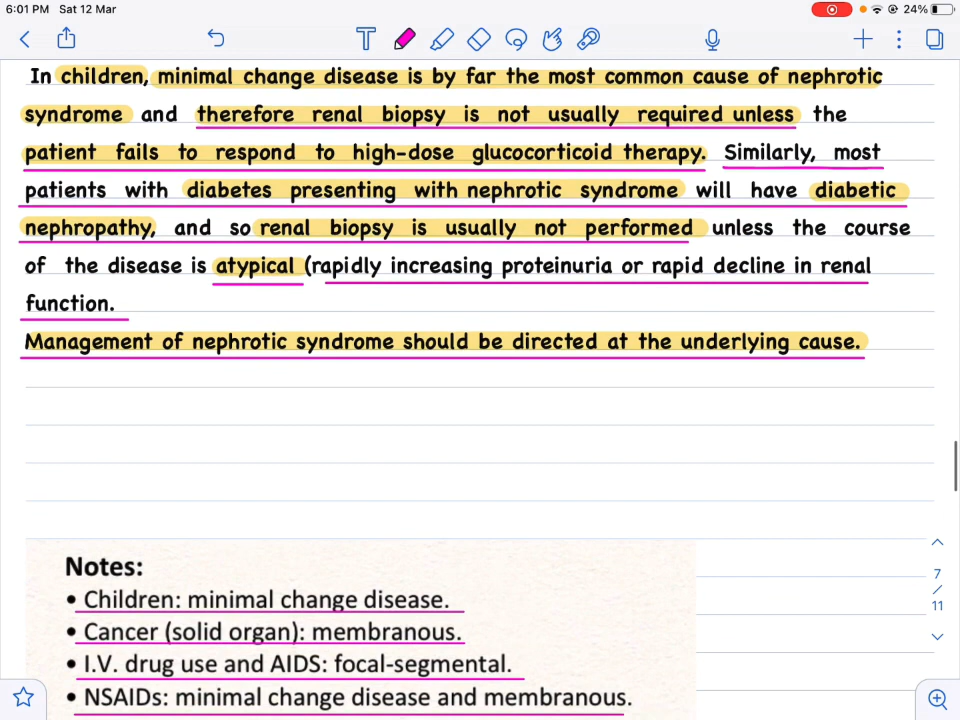 6:01 PM Sat 12 Mar
24%
In children, minimal change disease is by far the most common cause of nephrotic
syndrome and therefore renal biopsy is not usually required unless the
patient fails to respond to high-dose glucocorticoid therapy. Similarly, most
patients with diabetes presenting with nephrotic syndrome will have diabetic
nephropathy, and so renal biopsy is usually not performed unless the course
of the disease is atypical (rapidly increasing proteinuria or rapid decline in renal
function.
Management of nephrotic syndrome should be directed at the underlying cause.
Notes:
• Children: minimal change disease.
• Cancer (solid organ): membranous.
• I.V. drug use and AIDS: focal-segmental.
• NSAIDs: minimal change disease and membranous.
7
/
11